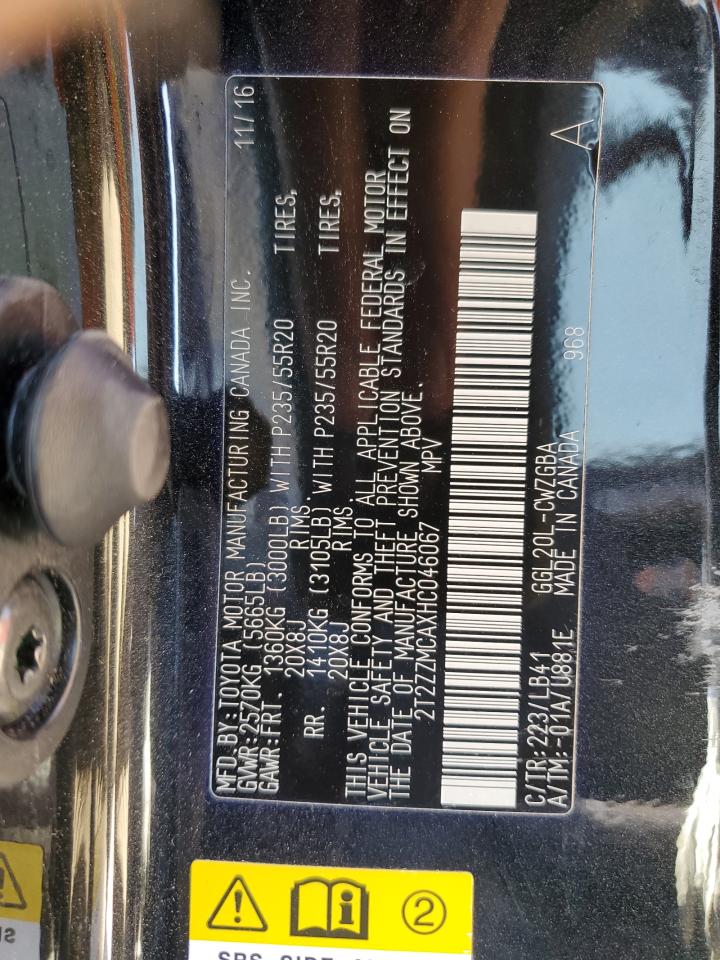 MFD BY:TOYOTA MOTOR MANUFACTURING CANADA INC. 11/16
GVWR:2570KG (5665LB)
GAWR:FRT. 1360KG (3000LB) WITH P235/55R20 TIRES,
20X8J RIMS
RR. 1410KG (3105LB) WITH P235/55R20 TIRES,
20X8J RIMS
THIS VEHICLE CONFORMS TO ALL APPLICABLE FEDERAL MOTOR
VEHICLE SAFETY AND THEFT PREVENTION STANDARDS IN EFFECT ON
THE DATE OF MANUFACTURE SHOWN ABOVE.
2T2ZZMCAXHC046067 MPV
C/TR:223/LB41 GGL20L-CWZGBA A
A/TM:-01A/U881E MADE IN CANADA 968
2
SRS SIDE